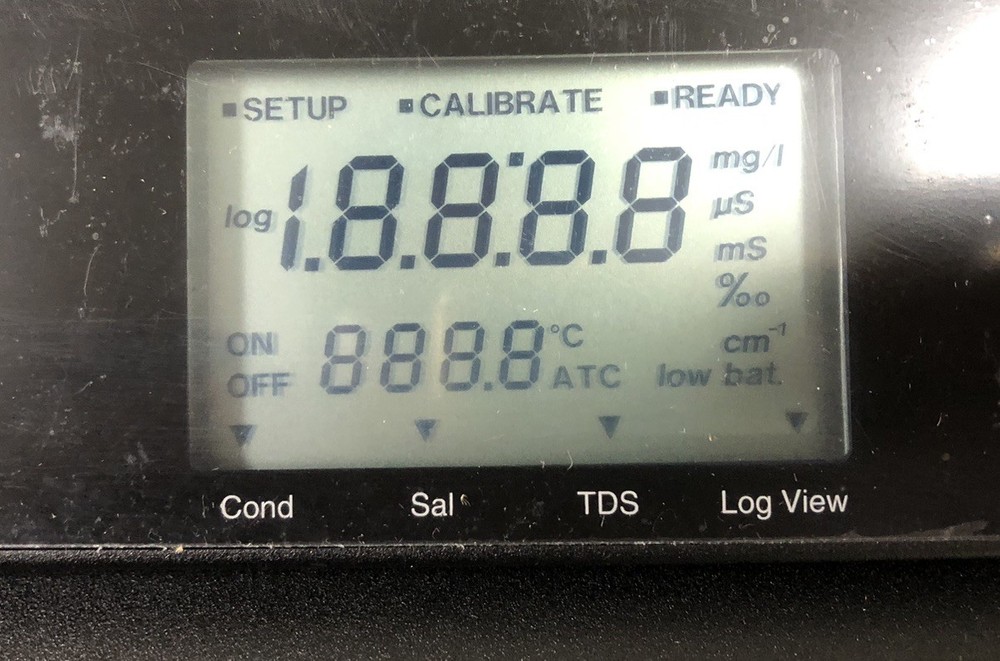 SETUP CALIBRATE READY
log 1.8.8.8.8 mg/l
µS
mS
‰
ON 888.8 °C cm⁻¹
OFF ATC low bat.
Cond Sal TDS Log View